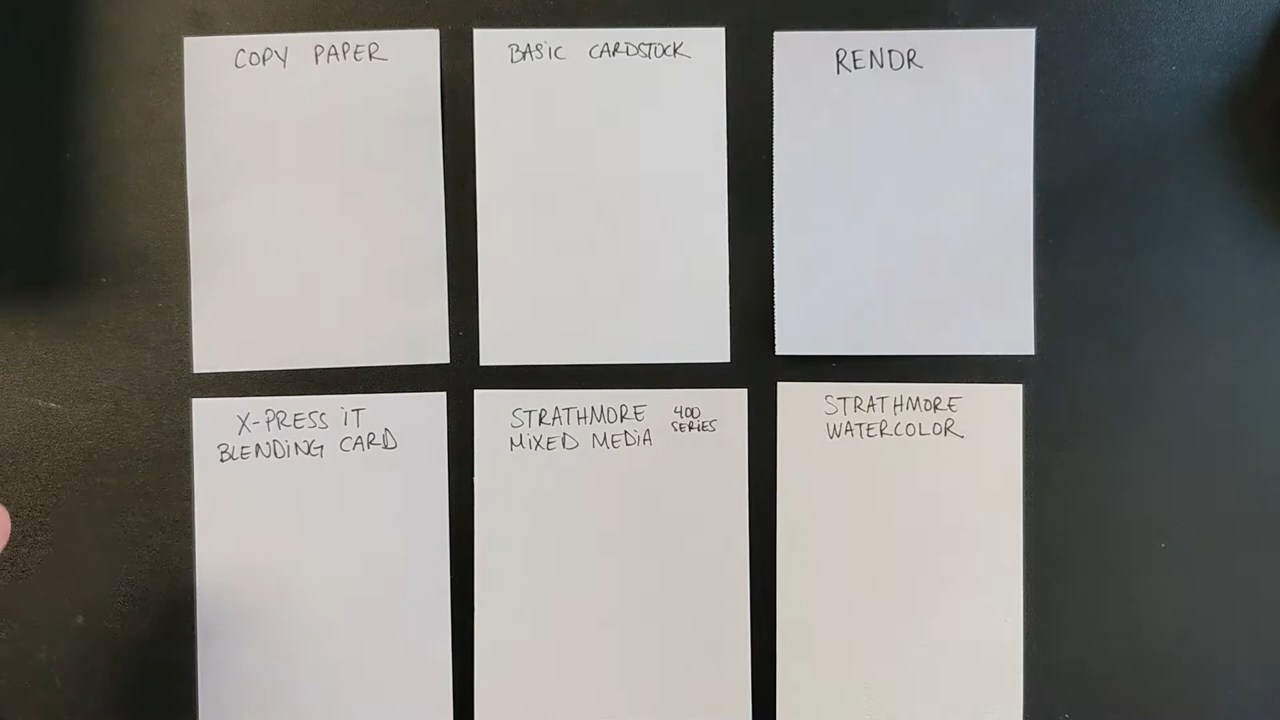 COPY PAPER
BASiC CARDSTOCK
RENDR
X-PRESS iT
BLENDiNG CARD
STRATHMORE 400
MiXED MEDiA SERiES
STRATHMORE
WATERCOLOR